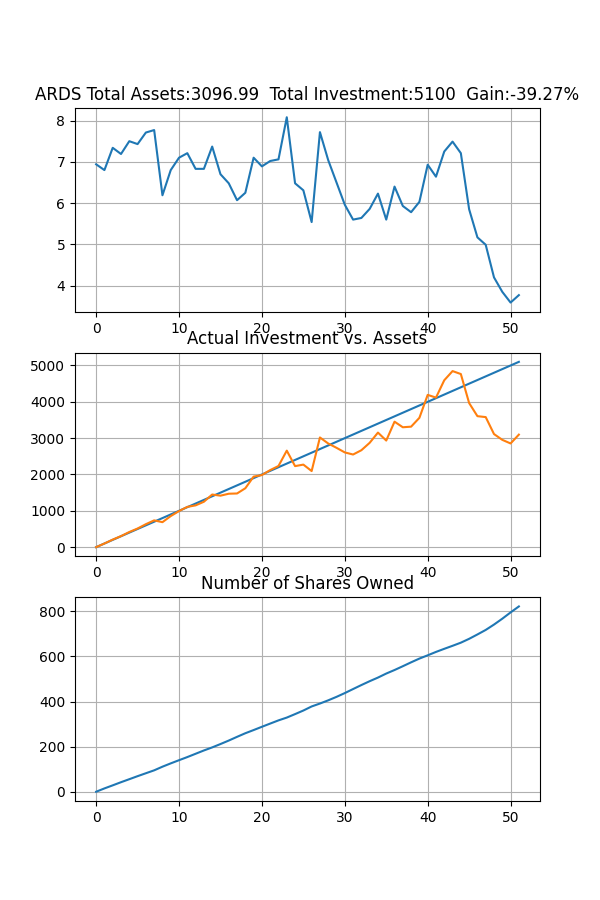 ARDS Total Assets:3096.99  Total Investment:5100  Gain:-39.27%
8
7
6
5
4
0 10 20 30 40 50
Actual Investment vs. Assets
5000
4000
3000
2000
1000
0
0 10 20 30 40 50
Number of Shares Owned
800
600
400
200
0
0 10 20 30 40 50